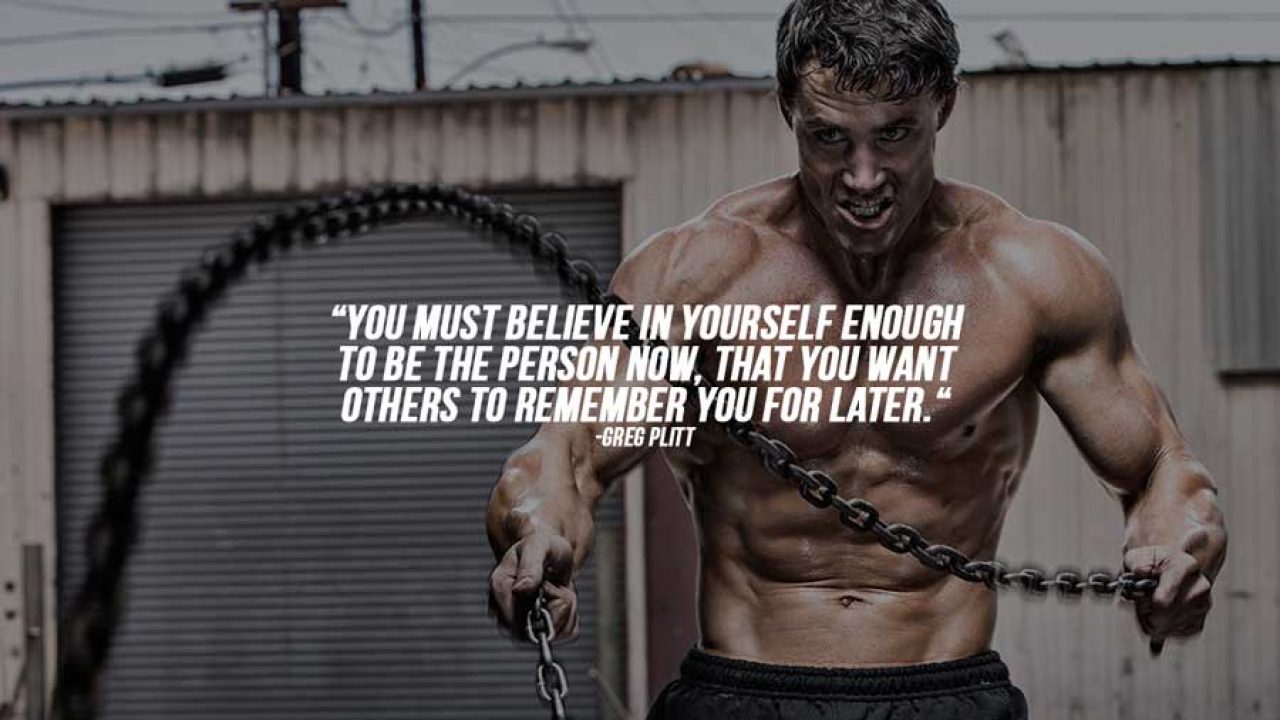 “YOU MUST BELIEVE IN YOURSELF ENOUGH
TO BE THE PERSON NOW, THAT YOU WANT
OTHERS TO REMEMBER YOU FOR LATER.“
-GREG PLITT